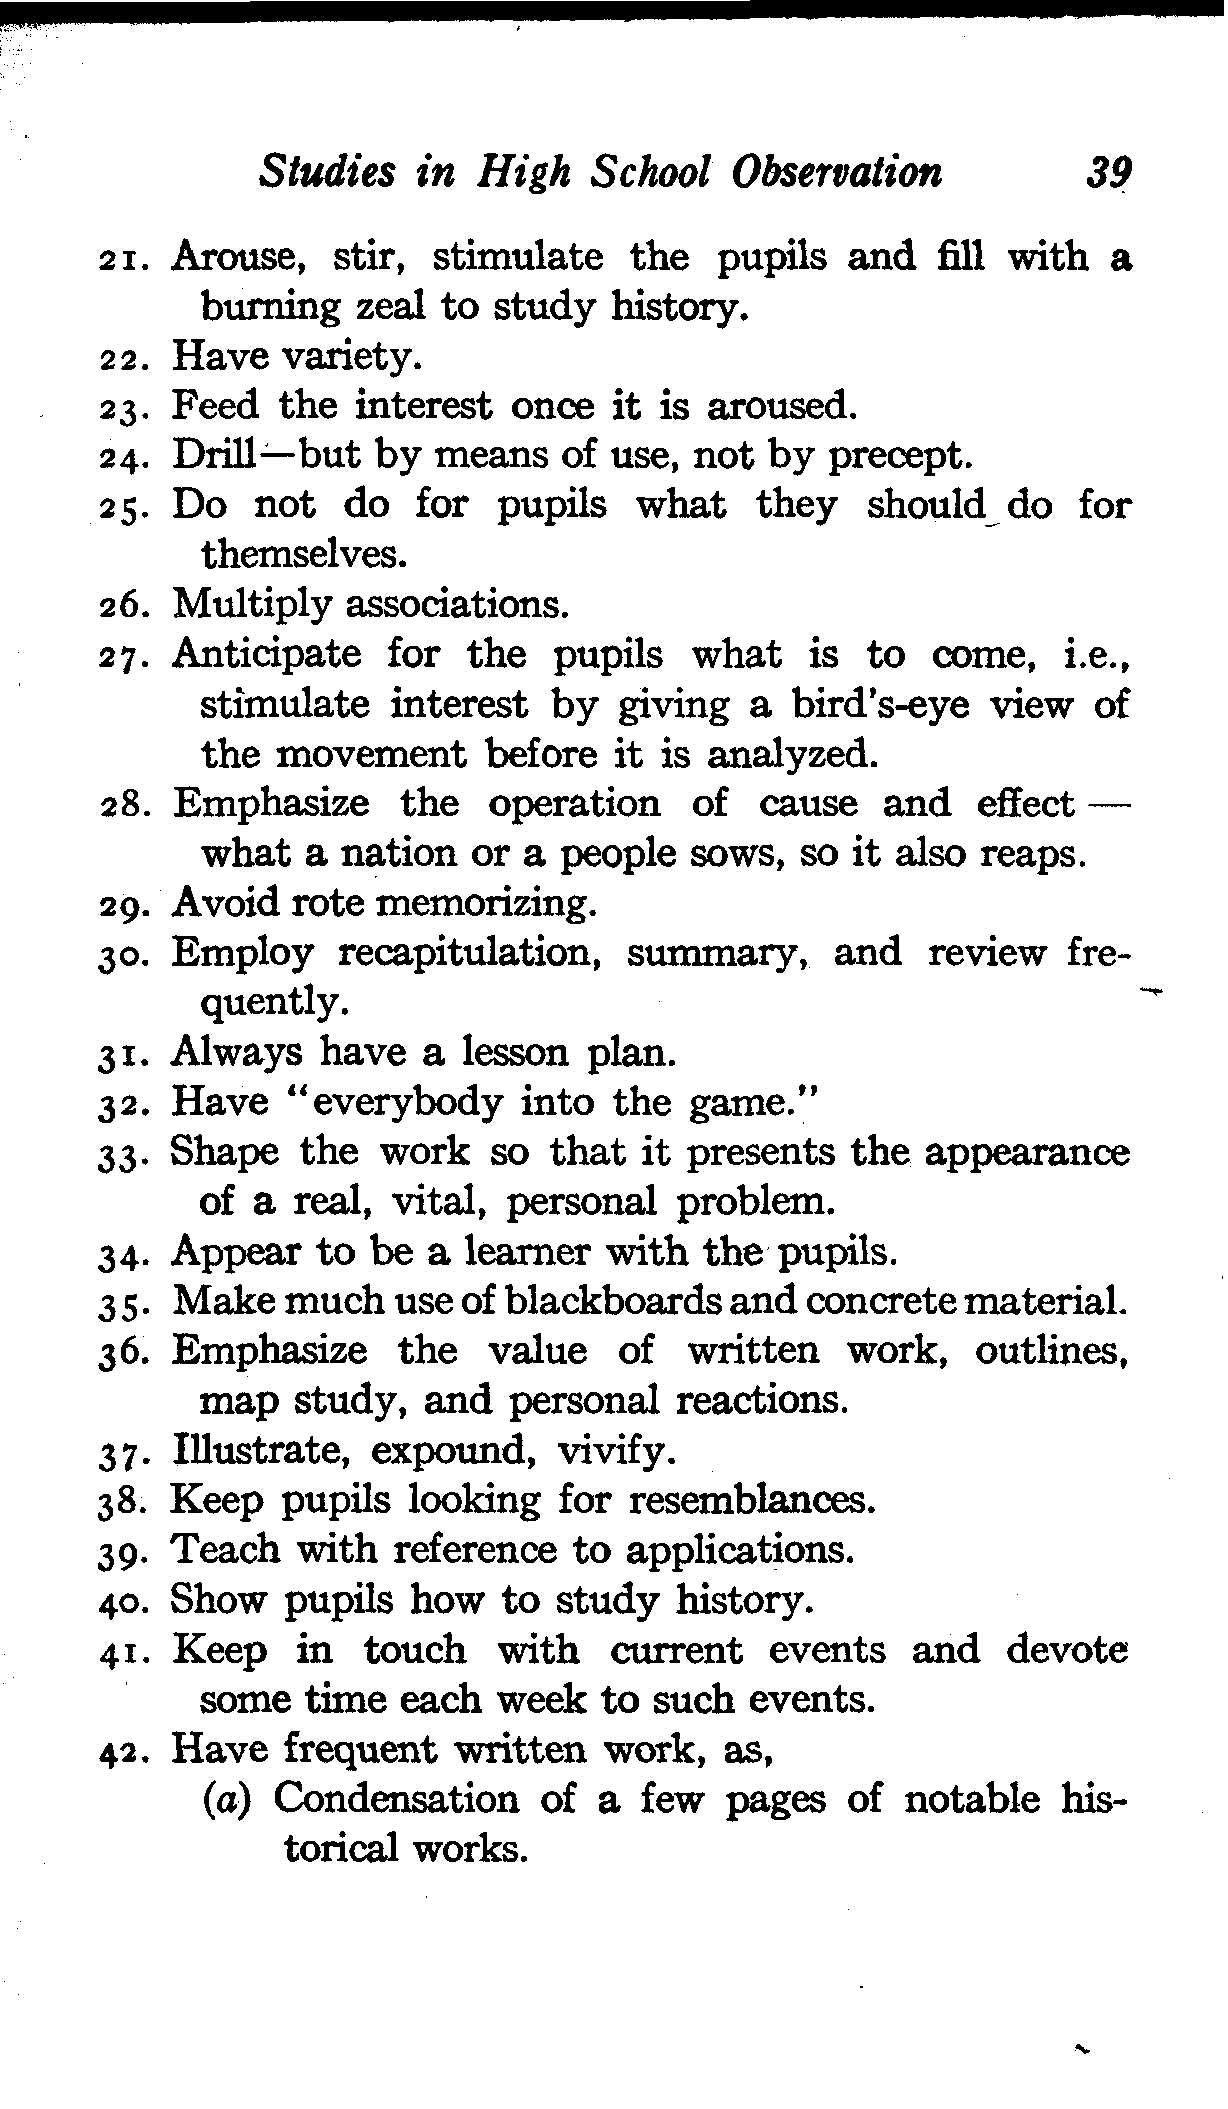 Studies in High School Observation 39
21. Arouse, stir, stimulate the pupils and fill with a
burning zeal to study history.
22. Have variety.
23. Feed the interest once it is aroused.
24. Drill—but by means of use, not by precept.
25. Do not do for pupils what they should do for
themselves.
26. Multiply associations.
27. Anticipate for the pupils what is to come, i.e.,
stimulate interest by giving a bird's-eye view of
the movement before it is analyzed.
28. Emphasize the operation of cause and effect —
what a nation or a people sows, so it also reaps.
29. Avoid rote memorizing.
30. Employ recapitulation, summary, and review fre-
quently.
31. Always have a lesson plan.
32. Have "everybody into the game."
33. Shape the work so that it presents the appearance
of a real, vital, personal problem.
34. Appear to be a learner with the pupils.
35. Make much use of blackboards and concrete material.
36. Emphasize the value of written work, outlines,
map study, and personal reactions.
37. Illustrate, expound, vivify.
38. Keep pupils looking for resemblances.
39. Teach with reference to applications.
40. Show pupils how to study history.
41. Keep in touch with current events and devote
some time each week to such events.
42. Have frequent written work, as,
(a) Condensation of a few pages of notable his-
torical works.